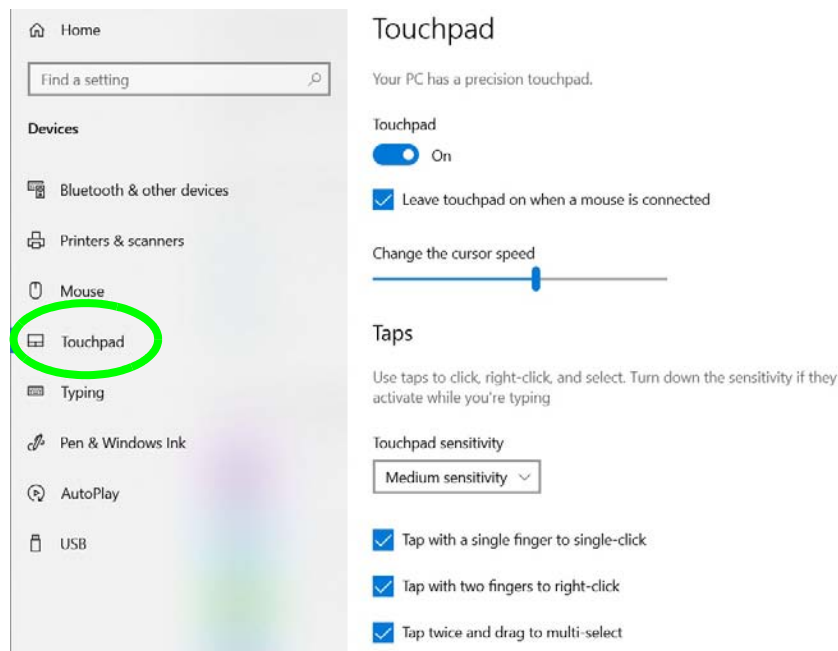 Home
Find a setting
Devices
Bluetooth & other devices
Printers & scanners
Mouse
Touchpad
Typing
Pen & Windows Ink
AutoPlay
USB
Touchpad
Your PC has a precision touchpad.
Touchpad
On
Leave touchpad on when a mouse is connected
Change the cursor speed
Taps
Use taps to click, right-click, and select. Turn down the sensitivity if they
activate while you're typing
Touchpad sensitivity
Medium sensitivity
Tap with a single finger to single-click
Tap with two fingers to right-click
Tap twice and drag to multi-select